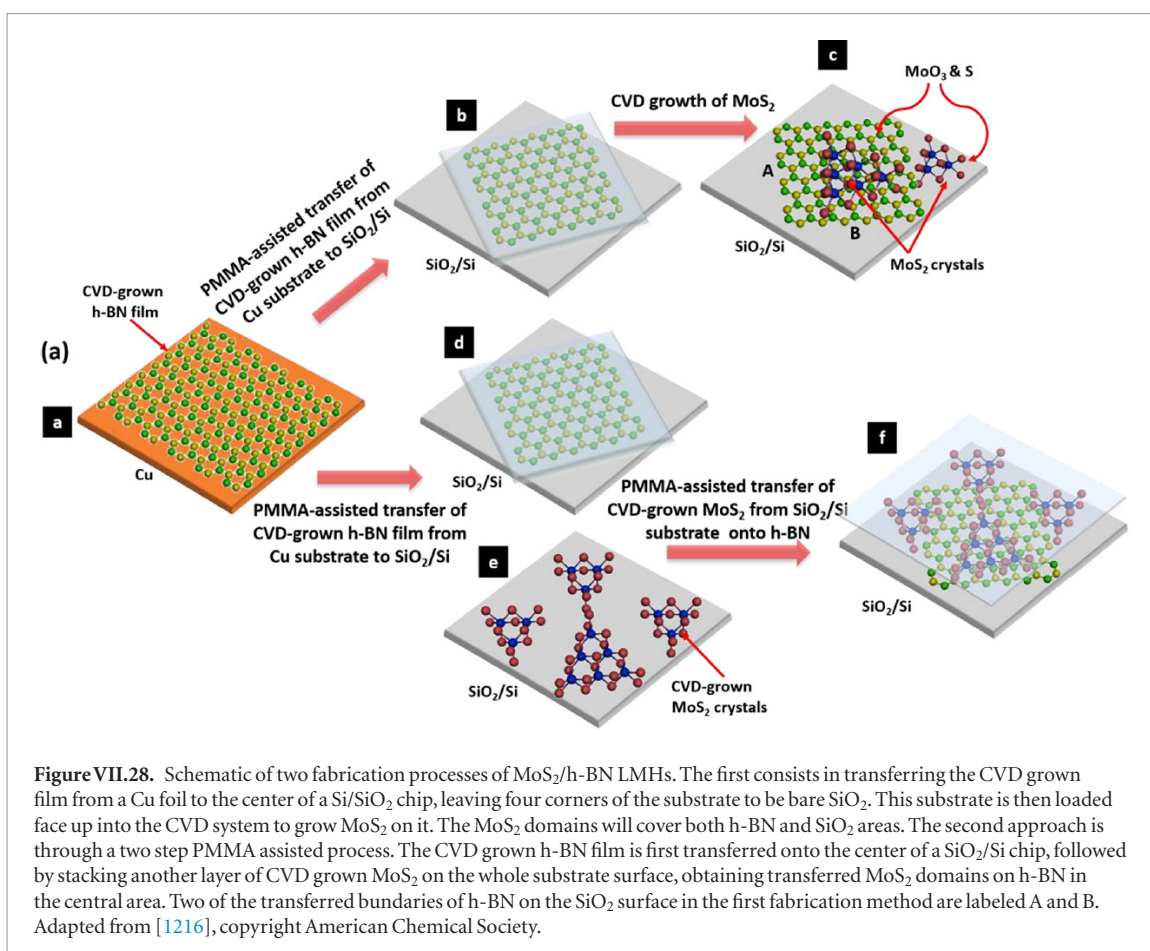 c
MoO₃ & S
CVD growth of MoS₂
b
A
B
SiO₂/Si
MoS₂ crystals
SiO₂/Si
PMMA-assisted transfer of
CVD-grown h-BN film from
Cu substrate to SiO₂/Si
CVD-grown
h-BN film
(a)
a
Cu
d
SiO₂/Si
PMMA-assisted transfer of
CVD-grown h-BN film from
Cu substrate to SiO₂/Si
PMMA-assisted transfer of
CVD-grown MoS₂ from SiO₂/Si
substrate onto h-BN
f
SiO₂/Si
e
SiO₂/Si
CVD-grown
MoS₂ crystals
Figure VII.28. Schematic of two fabrication processes of MoS₂/h-BN LMHs. The first consists in transferring the CVD grown
film from a Cu foil to the center of a Si/SiO₂ chip, leaving four corners of the substrate to be bare SiO₂. This substrate is then loaded
face up into the CVD system to grow MoS₂ on it. The MoS₂ domains will cover both h-BN and SiO₂ areas. The second approach is
through a two step PMMA assisted process. The CVD grown h-BN film is first transferred onto the center of a SiO₂/Si chip, followed
by stacking another layer of CVD grown MoS₂ on the whole substrate surface, obtaining transferred MoS₂ domains on h-BN in
the central area. Two of the transferred bundaries of h-BN on the SiO₂ surface in the first fabrication method are labeled A and B.
Adapted from [1216], copyright American Chemical Society.